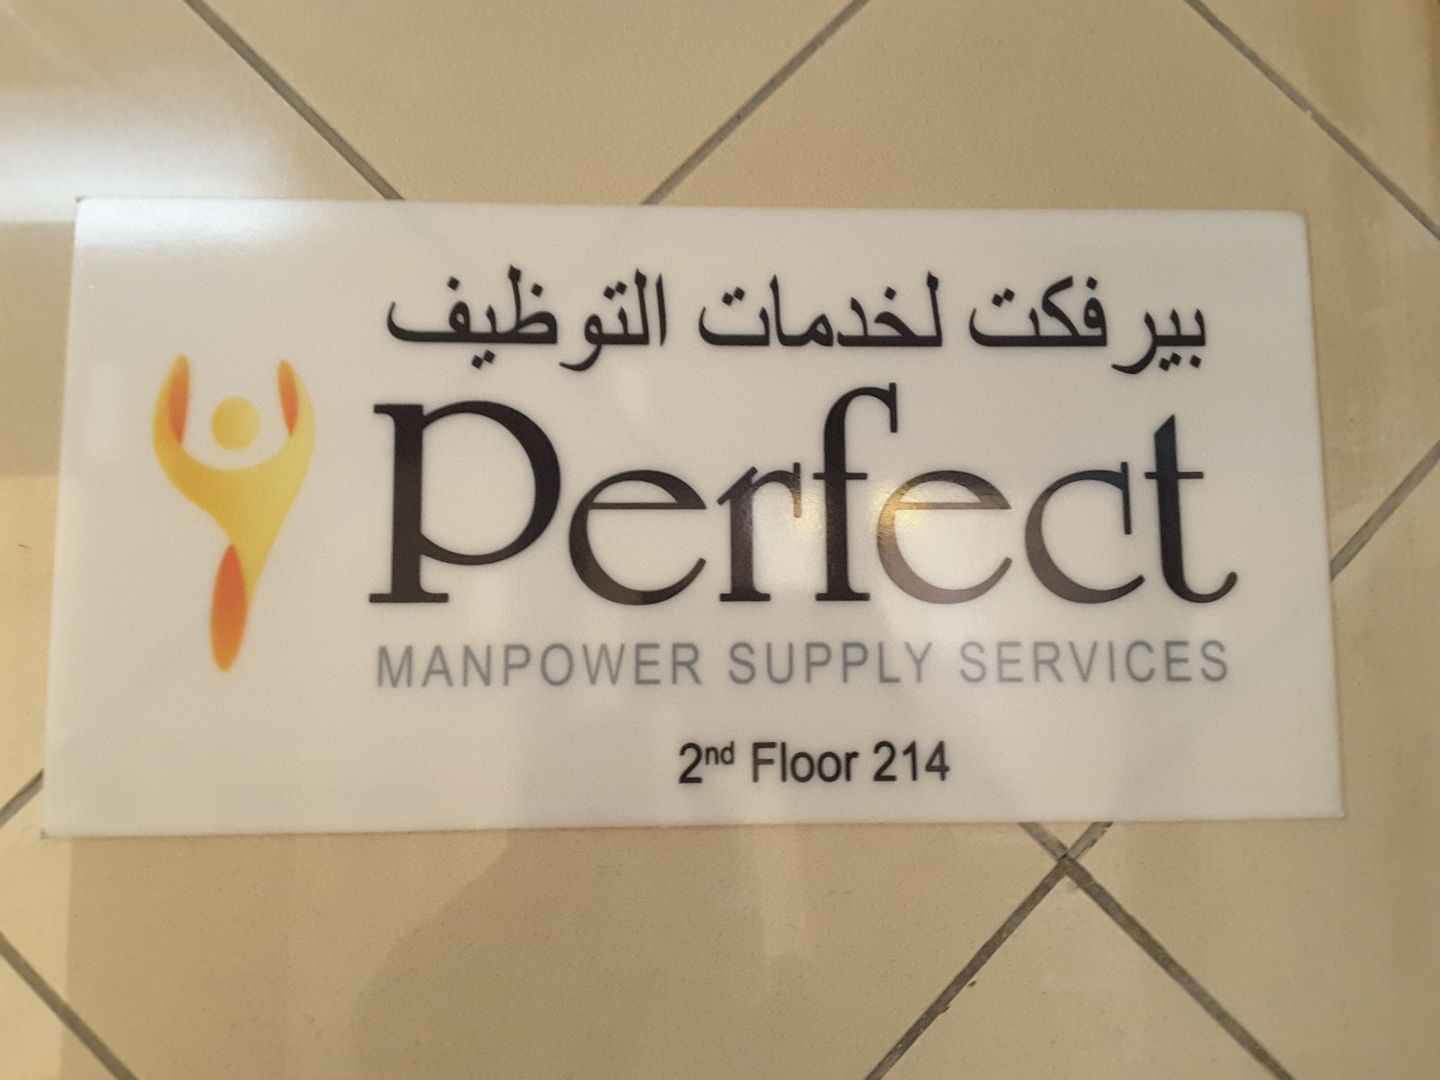 بيرفكت لخدمات التوظيف
Perfect
MANPOWER SUPPLY SERVICES
2nd Floor 214